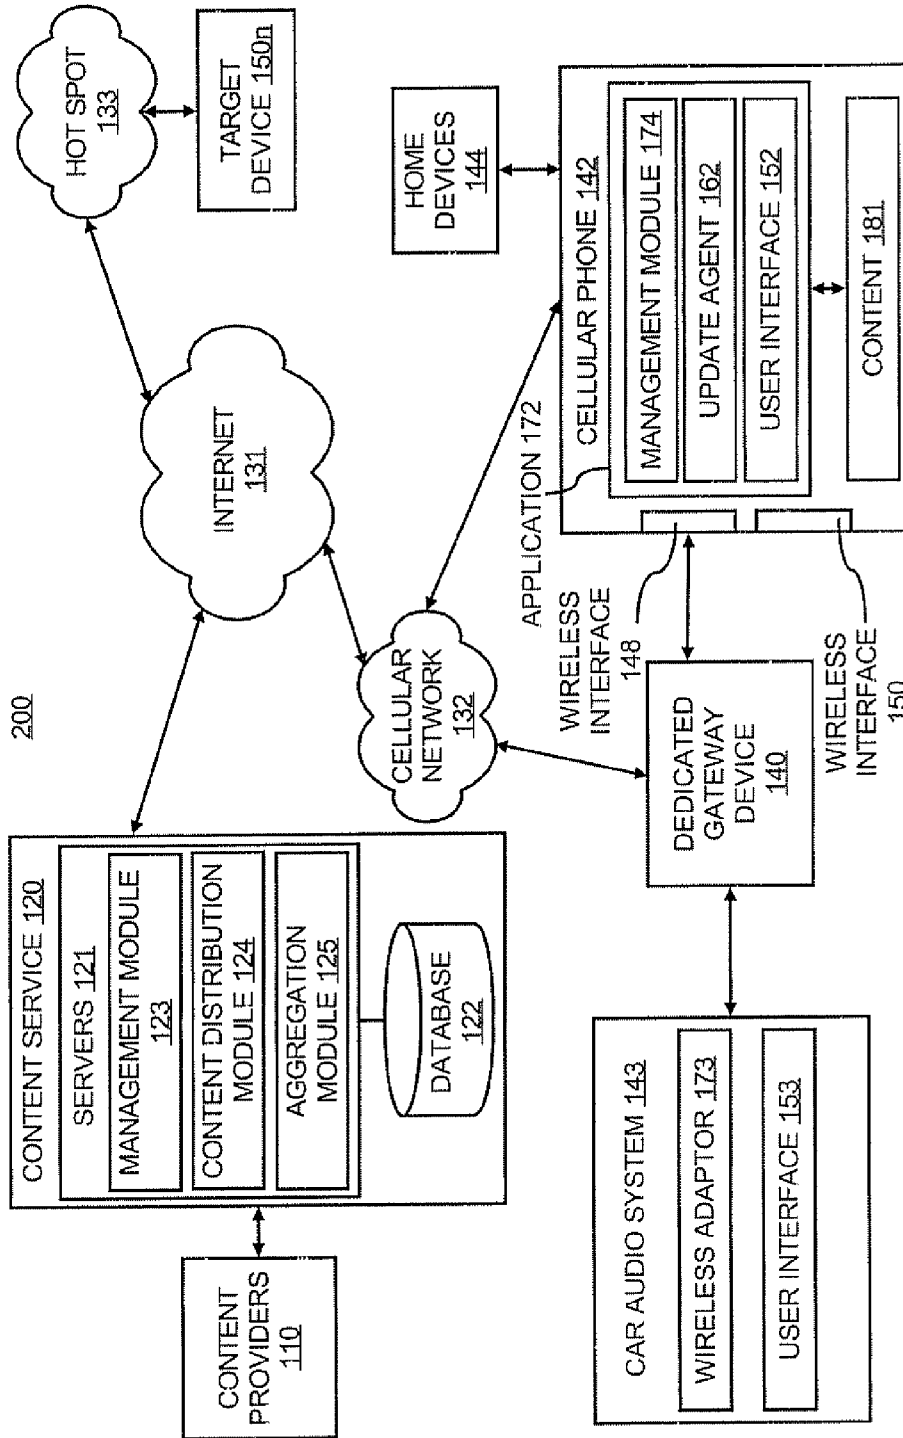 200
CONTENT
PROVIDERS
110
CONTENT SERVICE 120
SERVERS 121
MANAGEMENT MODULE
123
CONTENT DISTRIBUTION
MODULE 124
AGGREGATION
MODULE 125
DATABASE
122
INTERNET
131
HOT SPOT
133
TARGET
DEVICE 150n
CELLULAR
NETWORK
132
CAR AUDIO SYSTEM 143
WIRELESS ADAPTOR 173
USER INTERFACE 153
DEDICATED
GATEWAY
DEVICE
140
WIRELESS
INTERFACE
148
WIRELESS
INTERFACE
150
APPLICATION 172
HOME
DEVICES
144
CELLULAR PHONE 142
MANAGEMENT MODULE 174
UPDATE AGENT 162
USER INTERFACE 152
CONTENT 181